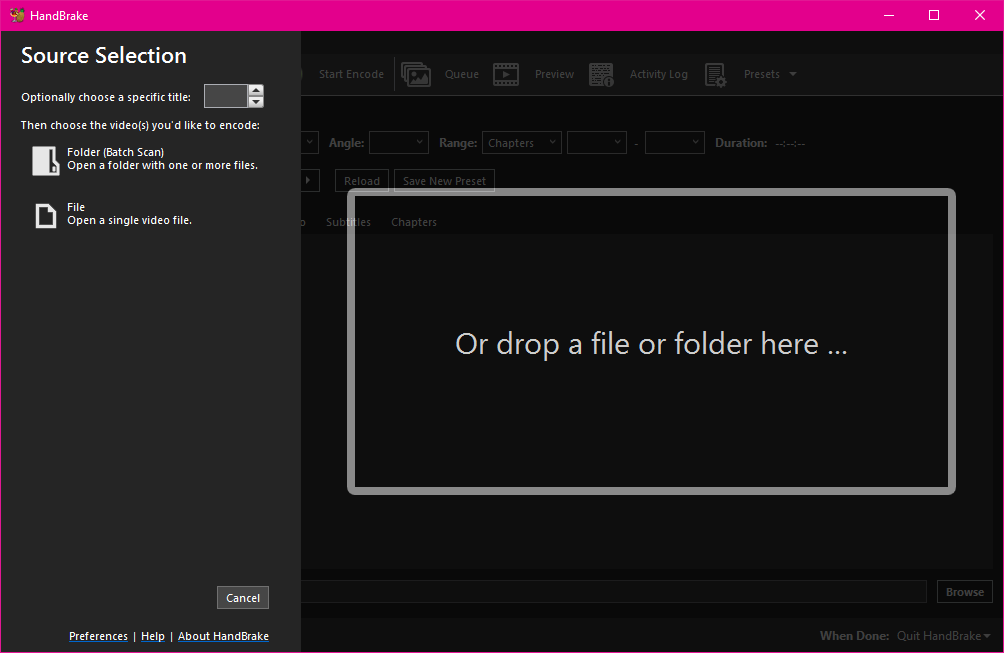 HandBrake
Source Selection
Optionally choose a specific title:
Then choose the video(s) you'd like to encode:
Folder (Batch Scan)
Open a folder with one or more files.
File
Open a single video file.
Cancel
Preferences | Help | About HandBrake
Start Encode Queue Preview Activity Log Presets
Angle: Range: Chapters - Duration: --:--:--
Reload Save New Preset
Subtitles Chapters
Or drop a file or folder here ...
Browse
When Done: Quit HandBrake